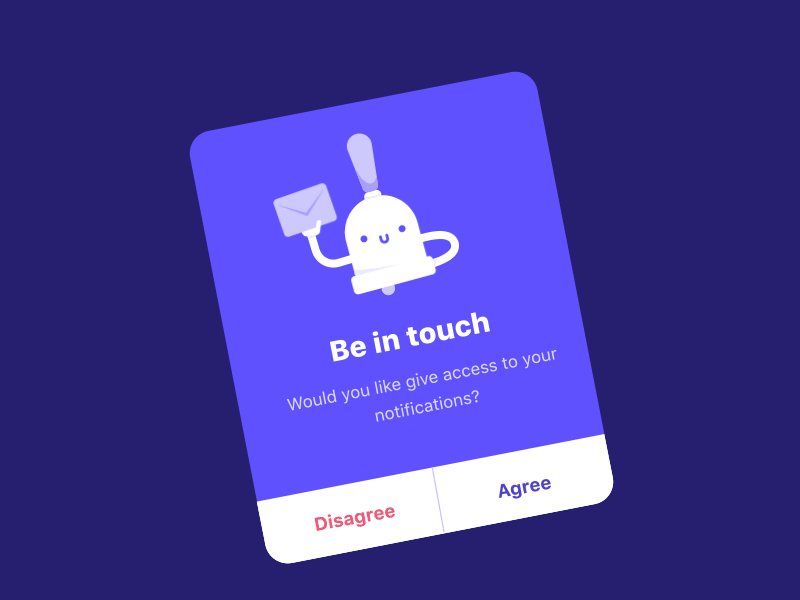 Be in touch
Would you like give access to your
notifications?
Disagree
Agree